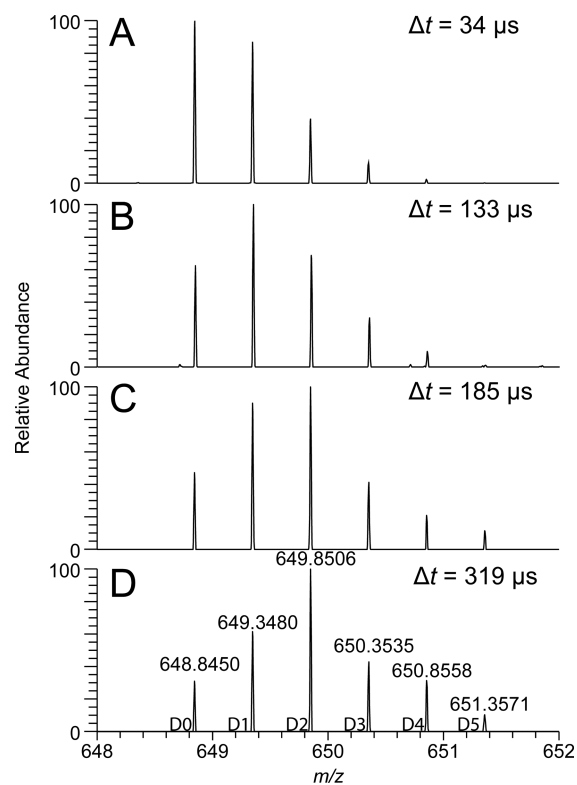 100
A
Δt = 34 µs
0
100
B
Δt = 133 µs
0
100
C
Δt = 185 µs
0
100
D
Δt = 319 µs
649.8506
649.3480
650.3535
648.8450
650.8558
651.3571
D0 D1 D2 D3 D4 D5
0
648 649 650 651 652
m/z
Relative Abundance